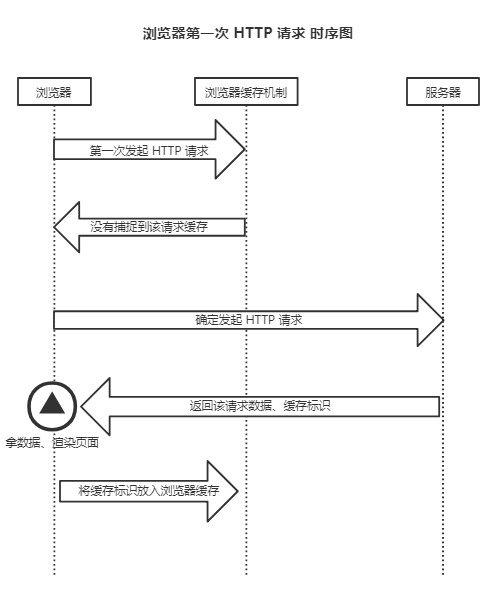 浏览器第一次 HTTP 请求 时序图
浏览器
浏览器缓存机制
服务器
第一次发起 HTTP 请求
没有捕捉到该请求缓存
确定发起 HTTP 请求
返回该请求数据、缓存标识
拿数据、渲染页面
将缓存标识放入浏览器缓存